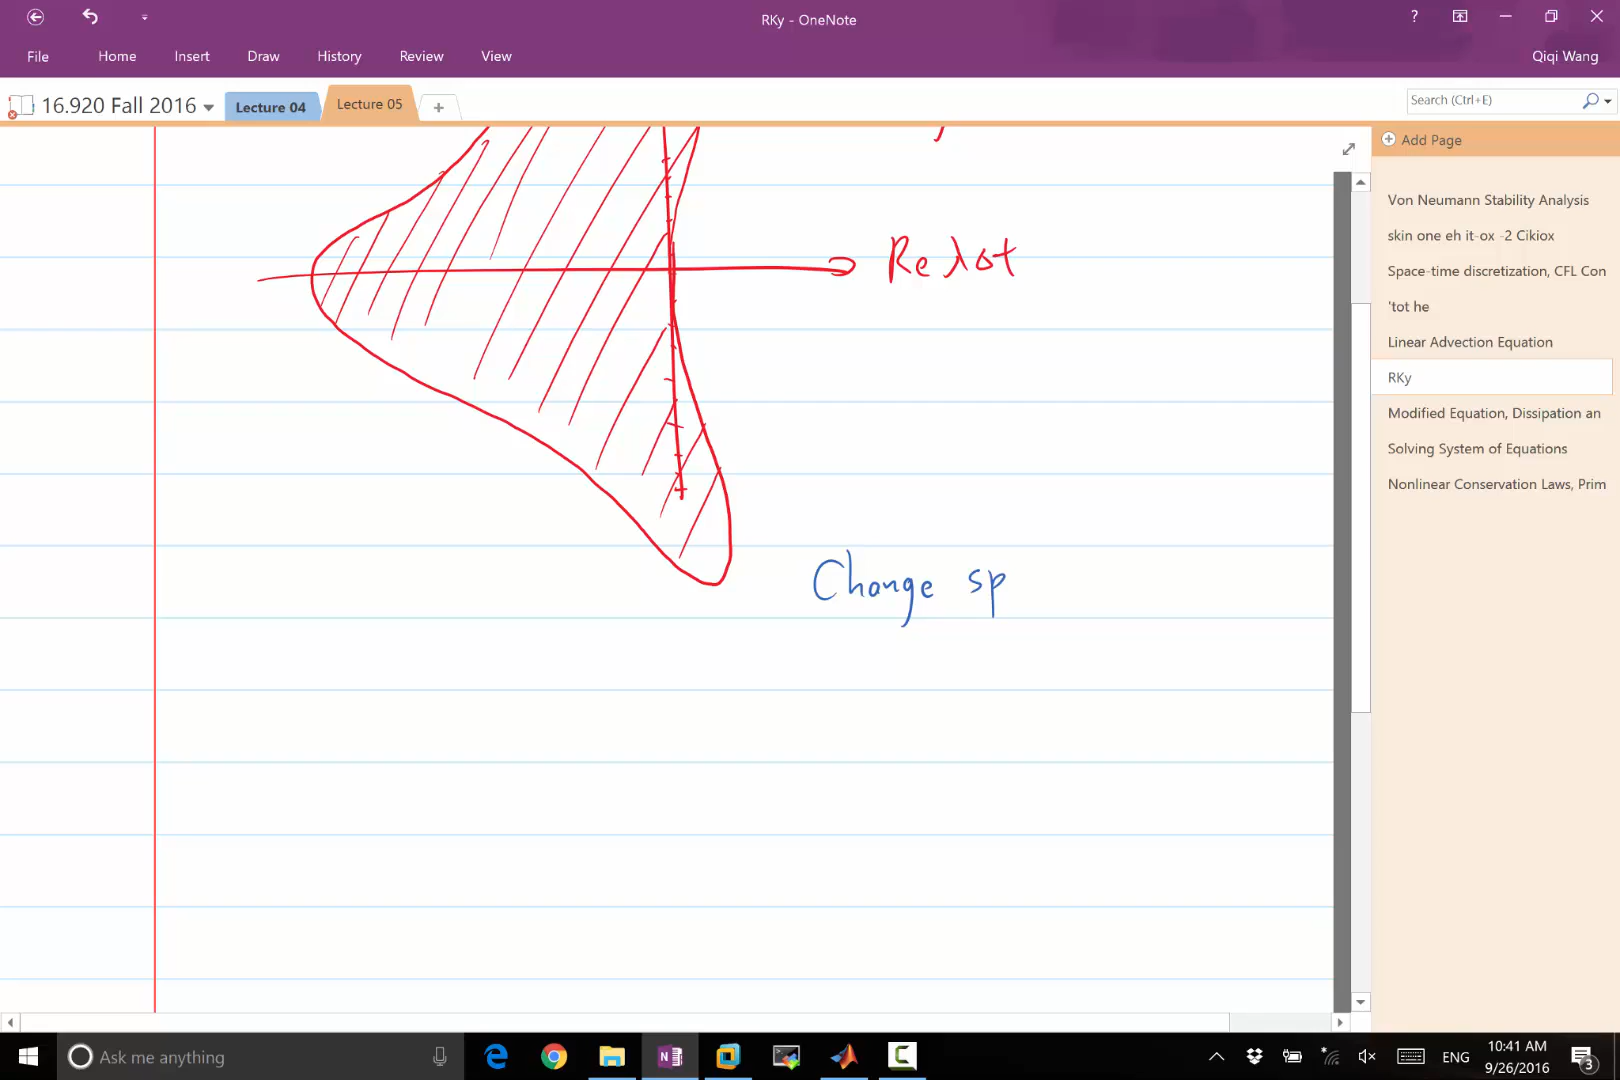 RKy - OneNote
?
File Home Insert Draw History Review View
Qiqi Wang
16.920 Fall 2016
Lecture 04
Lecture 05
+
Search (Ctrl+E)
Add Page
Von Neumann Stability Analysis
skin one eh it-ox -2 Cikiox
Space-time discretization, CFL Con
'tot he
Linear Advection Equation
RKy
Modified Equation, Dissipation an
Solving System of Equations
Nonlinear Conservation Laws, Prim
Re λΔt
Change sp
Ask me anything
ENG
10:41 AM
9/26/2016
3